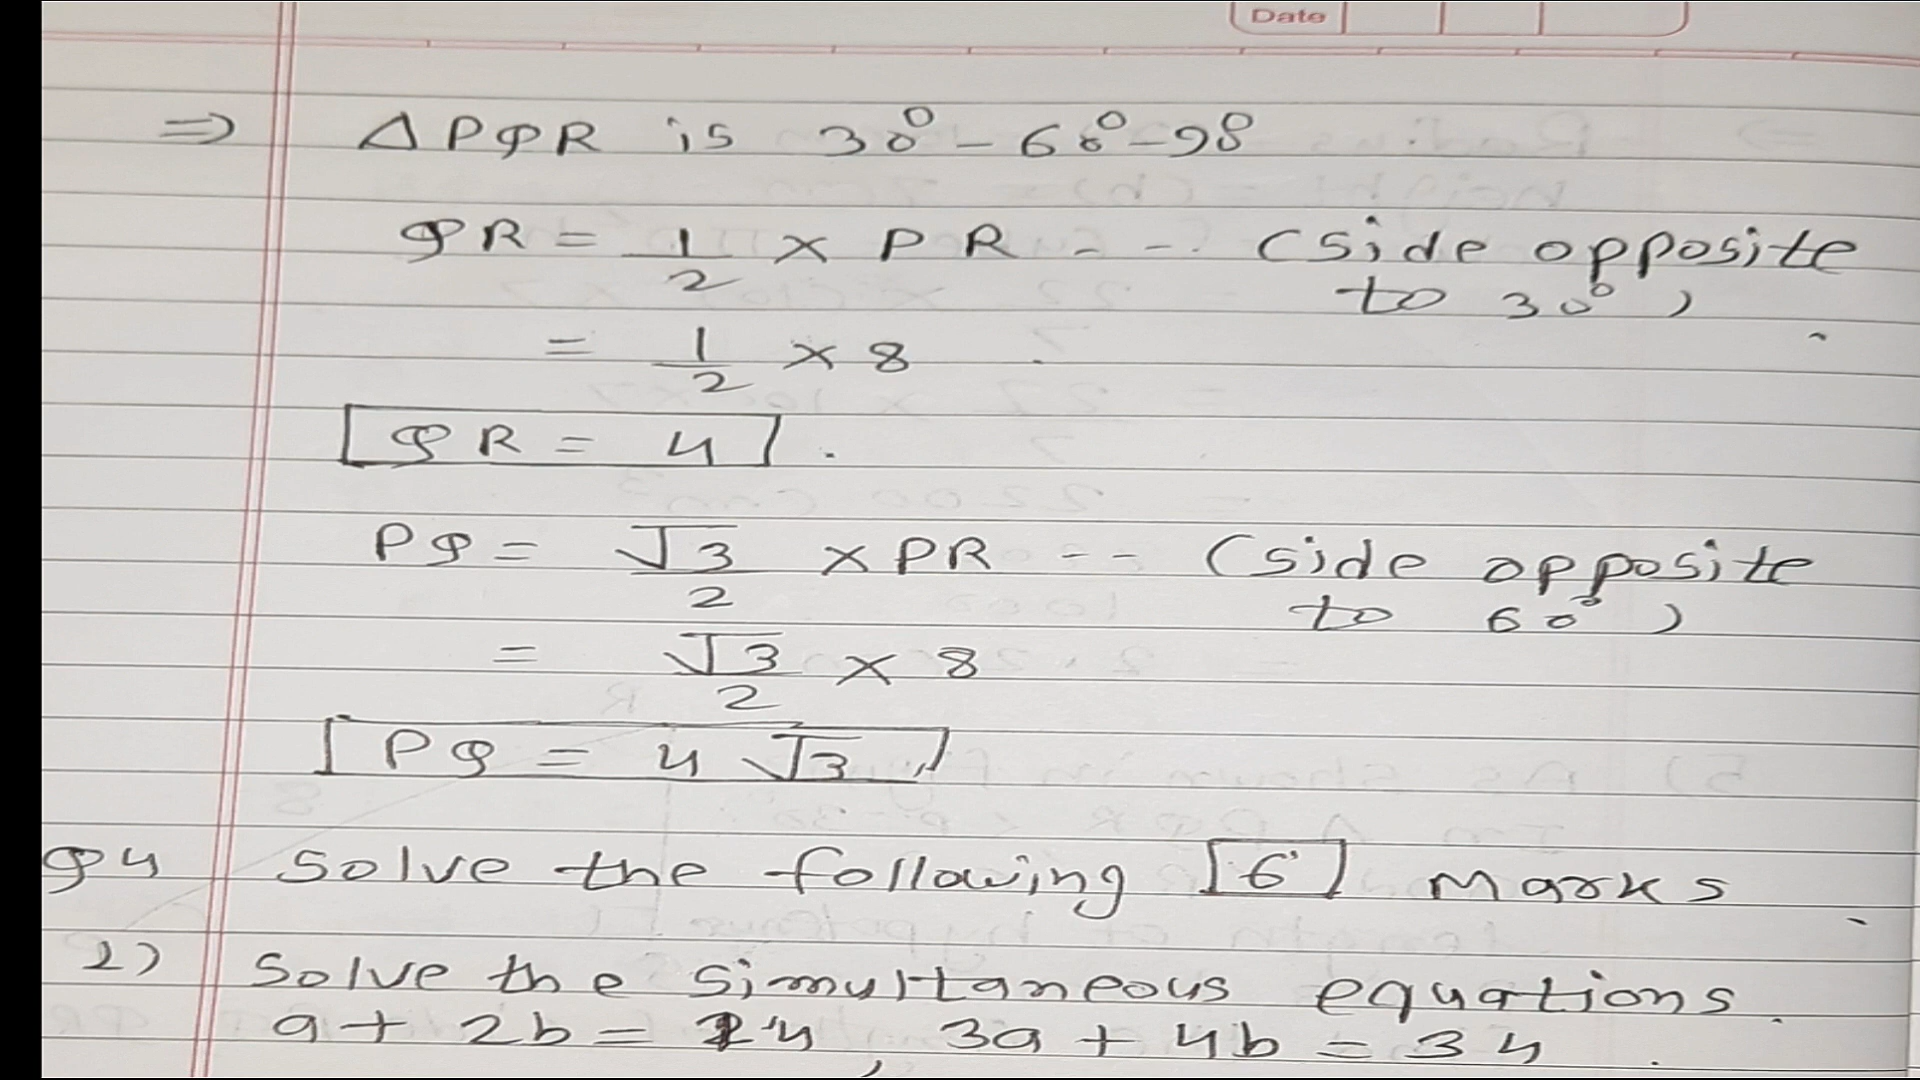 Date
⇒ △PQR is 30°-60°-90°
QR = 1/2 × PR - - · (side opposite
to 30°)
= 1/2 × 8
QR = 4
PQ = √3/2 × PR - - (side opposite
to 60°)
= √3/2 × 8
PQ = 4√3
Q4 Solve the following [6] Marks
1) Solve the simultaneous equations.
a + 2b = 14, 3a + 4b = 34.